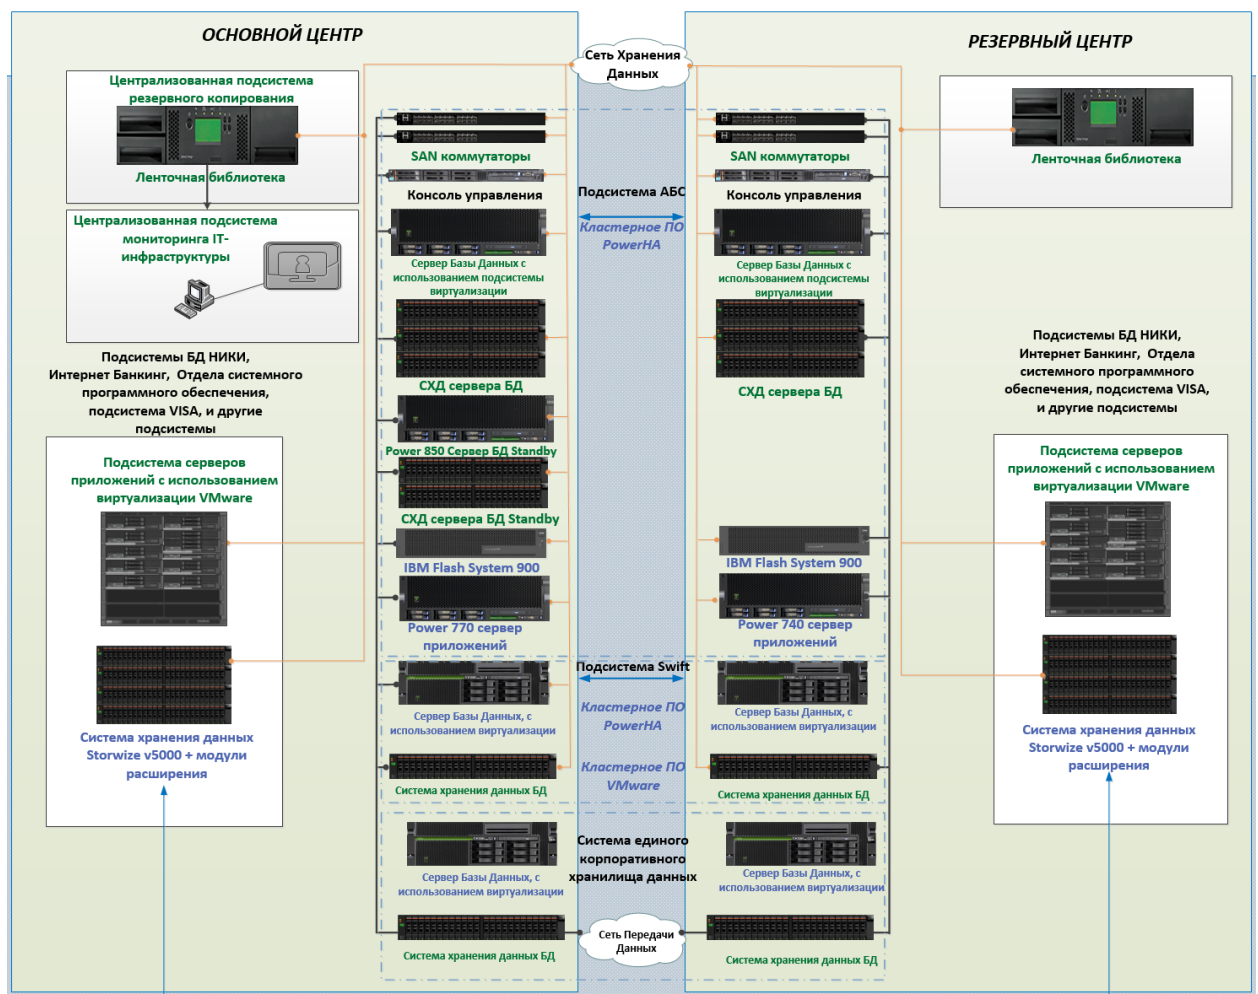 ОСНОВНОЙ ЦЕНТР
Централизованная подсистема
резервного копирования
Ленточная библиотека
Централизованная подсистема
мониторинга IT-
инфраструктуры
Подсистемы БД НИКИ,
Интернет Банкинг, Отдела системного
программного обеспечения,
подсистема VISA, и другие
подсистемы
Подсистема серверов
приложений с использованием
виртуализации VMware
Система хранения данных
Storwize v5000 + модули
расширения
SAN коммутаторы
Консоль управления
Сервер Базы Данных с
использованием подсистемы
виртуализации
СХД сервера БД
Power 850 Сервер БД Standby
СХД сервера БД Standby
IBM Flash System 900
Power 770 сервер
приложений
Сервер Базы Данных, с
использованием виртуализации
Система хранения данных БД
Сервер Базы Данных, с
использованием виртуализации
Система хранения данных БД
Сеть Хранения
Данных
Подсистема АБС
Кластерное ПО
PowerHA
Подсистема Swift
Кластерное ПО
PowerHA
Кластерное ПО
VMware
Система единого
корпоративного
хранилища данных
Сеть Передачи
Данных
РЕЗЕРВНЫЙ ЦЕНТР
SAN коммутаторы
Консоль управления
Сервер Базы Данных с
использованием подсистемы
виртуализации
СХД сервера БД
IBM Flash System 900
Power 740 сервер
приложений
Сервер Базы Данных, с
использованием виртуализации
Система хранения данных БД
Сервер Базы Данных, с
использованием виртуализации
Система хранения данных БД
Ленточная библиотека
Подсистемы БД НИКИ,
Интернет Банкинг, Отдела
системного программного
обеспечения, подсистема VISA,
и другие подсистемы
Подсистема серверов
приложений с использованием
виртуализации VMware
Система хранения данных
Storwize v5000 + модули
расширения